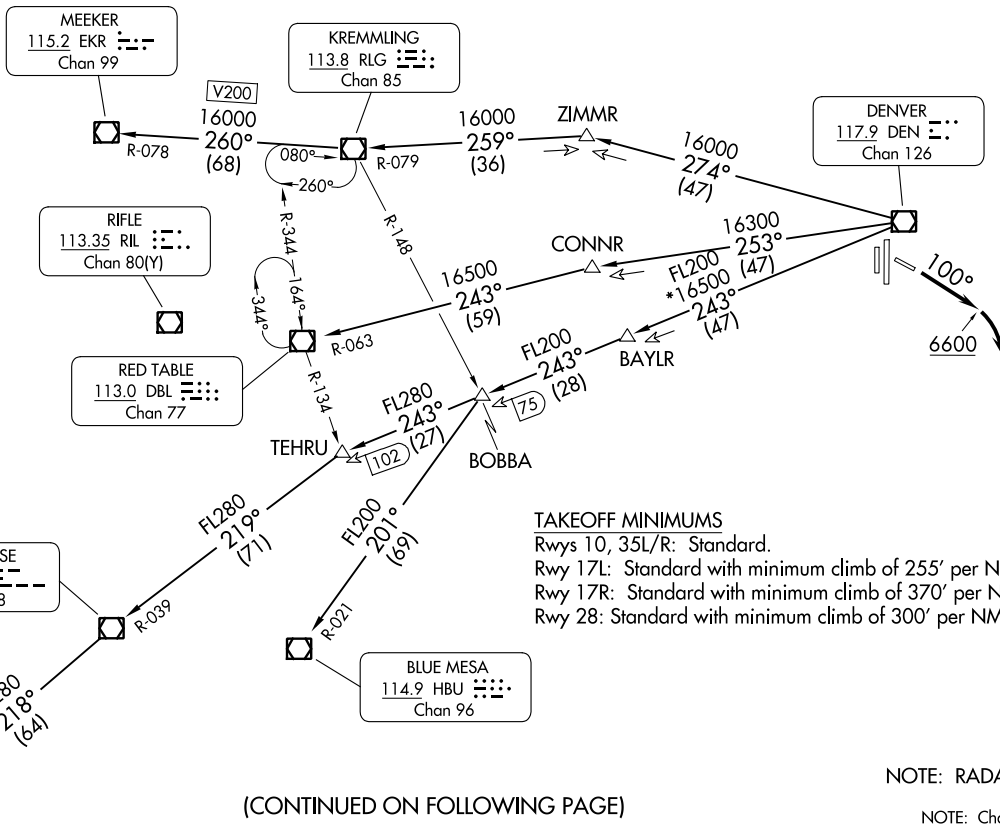 MEEKER
115.2 EKR
Chan 99
KREMMLING
113.8 RLG
Chan 85
DENVER
117.9 DEN
Chan 126
V200
16000
260°
(68)
R-078
080°
260°
R-079
16000
259°
(36)
ZIMMR
16000
274°
(47)
RIFLE
113.35 RIL
Chan 80(Y)
R-344
R-148
CONNR
16300
253°
(47)
16500
243°
(59)
FL200
*16500
243°
(47)
100°
6600
164°
344°
R-063
RED TABLE
113.0 DBL
Chan 77
R-134
BAYLR
FL200
243°
(28)
75
FL280
243°
(27)
102
TEHRU
BOBBA
FL280
219°
(71)
FL200
201°
(69)
TAKEOFF MINIMUMS
Rwys 10, 35L/R: Standard.
Rwy 17L: Standard with minimum climb of 255' per N
Rwy 17R: Standard with minimum climb of 370' per N
Rwy 28: Standard with minimum climb of 300' per NM
SE
8
R-039
R-021
BLUE MESA
114.9 HBU
Chan 96
80
218°
(64)
NOTE: RADA
(CONTINUED ON FOLLOWING PAGE)
NOTE: Cha